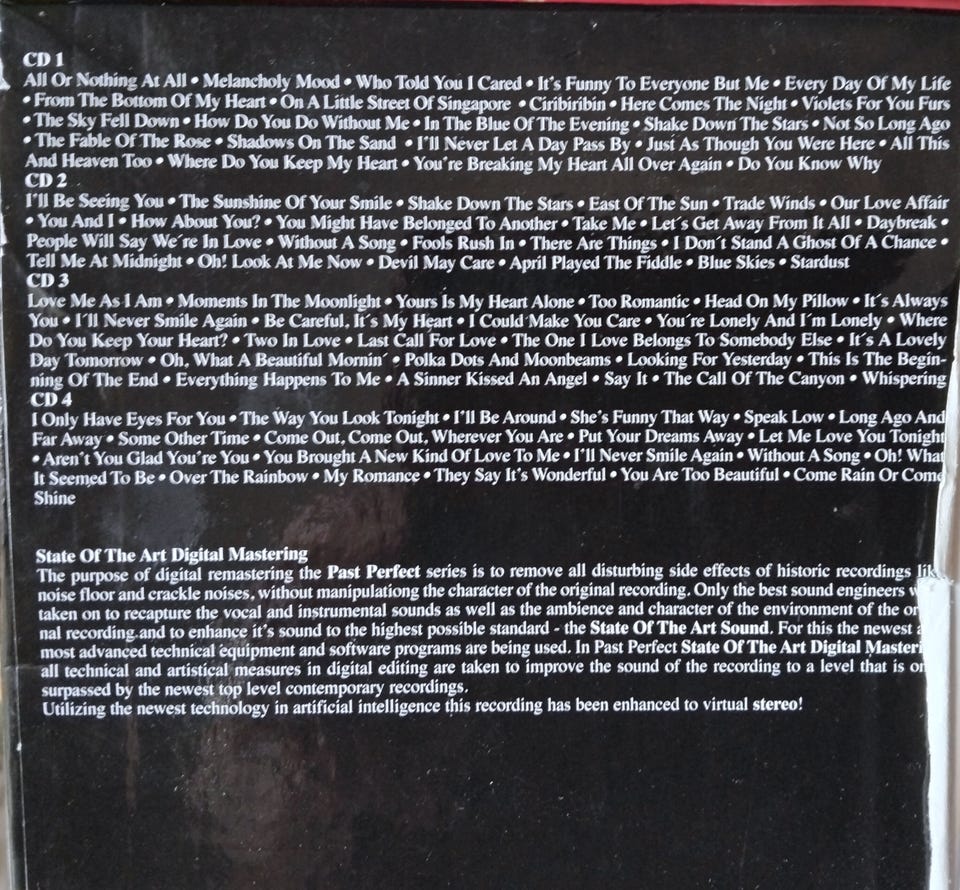 CD 1
All Or Nothing At All • Melancholy Mood • Who Told You I Cared • It's Funny To Everyone But Me • Every Day Of My Life
• From The Bottom Of My Heart • On A Little Street Of Singapore • Ciribiribin • Here Comes The Night • Violets For You Furs
• The Sky Fell Down • How Do You Do Without Me • In The Blue Of The Evening • Shake Down The Stars • Not So Long Ago
• The Fable Of The Rose • Shadows On The Sand • I'll Never Let A Day Pass By • Just As Though You Were Here • All This
And Heaven Too • Where Do You Keep My Heart • You're Breaking My Heart All Over Again • Do You Know Why
CD 2
I'll Be Seeing You • The Sunshine Of Your Smile • Shake Down The Stars • East Of The Sun • Trade Winds • Our Love Affair
• You And I • How About You? • You Might Have Belonged To Another • Take Me • Let´s Get Away From It All • Daybreak •
People Will Say We´re In Love • Without A Song • Fools Rush In • There Are Things • I Don´t Stand A Ghost Of A Chance •
Tell Me At Midnight • Oh! Look At Me Now • Devil May Care • April Played The Fiddle • Blue Skies • Stardust
CD 3
Love Me As I Am • Moments In The Moonlight • Yours Is My Heart Alone • Too Romantic • Head On My Pillow • It´s Always
You • I´ll Never Smile Again • Be Careful, It´s My Heart • I Could Make You Care • You´re Lonely And I´m Lonely • Where
Do You Keep Your Heart? • Two In Love • Last Call For Love • The One I Love Belongs To Somebody Else • It´s A Lovely
Day Tomorrow • Oh, What A Beautiful Mornin´ • Polka Dots And Moonbeams • Looking For Yesterday • This Is The Begin-
ning Of The End • Everything Happens To Me • A Sinner Kissed An Angel • Say It • The Call Of The Canyon • Whispering
CD 4
I Only Have Eyes For You • The Way You Look Tonight • I'll Be Around • She's Funny That Way • Speak Low • Long Ago And
Far Away • Some Other Time • Come Out, Come Out, Wherever You Are • Put Your Dreams Away • Let Me Love You Tonight
• Aren't You Glad You're You • You Brought A New Kind Of Love To Me • I'll Never Smile Again • Without A Song • Oh! What
It Seemed To Be • Over The Rainbow • My Romance • They Say It's Wonderful • You Are Too Beautiful • Come Rain Or Come
Shine
State Of The Art Digital Mastering
The purpose of digital remastering the Past Perfect series is to remove all disturbing side effects of historic recordings
noise floor and crackle noises, without manipulationg the character of the original recording. Only the best sound engineers
taken on to recapture the vocal and instrumental sounds as well as the ambience and character of the environment of the
nal recording.and to enhance it's sound to the highest possible standard - the State Of The Art Sound. For this the newest
most advanced technical equipment and software programs are being used. In Past Perfect State Of The Art Digital Masteri
all technical and artistical measures in digital editing are taken to improve the sound of the recording to a level that is
surpassed by the newest top level contemporary recordings.
Utilizing the newest technology in artificial intelligence this recording has been enhanced to virtual stereo!